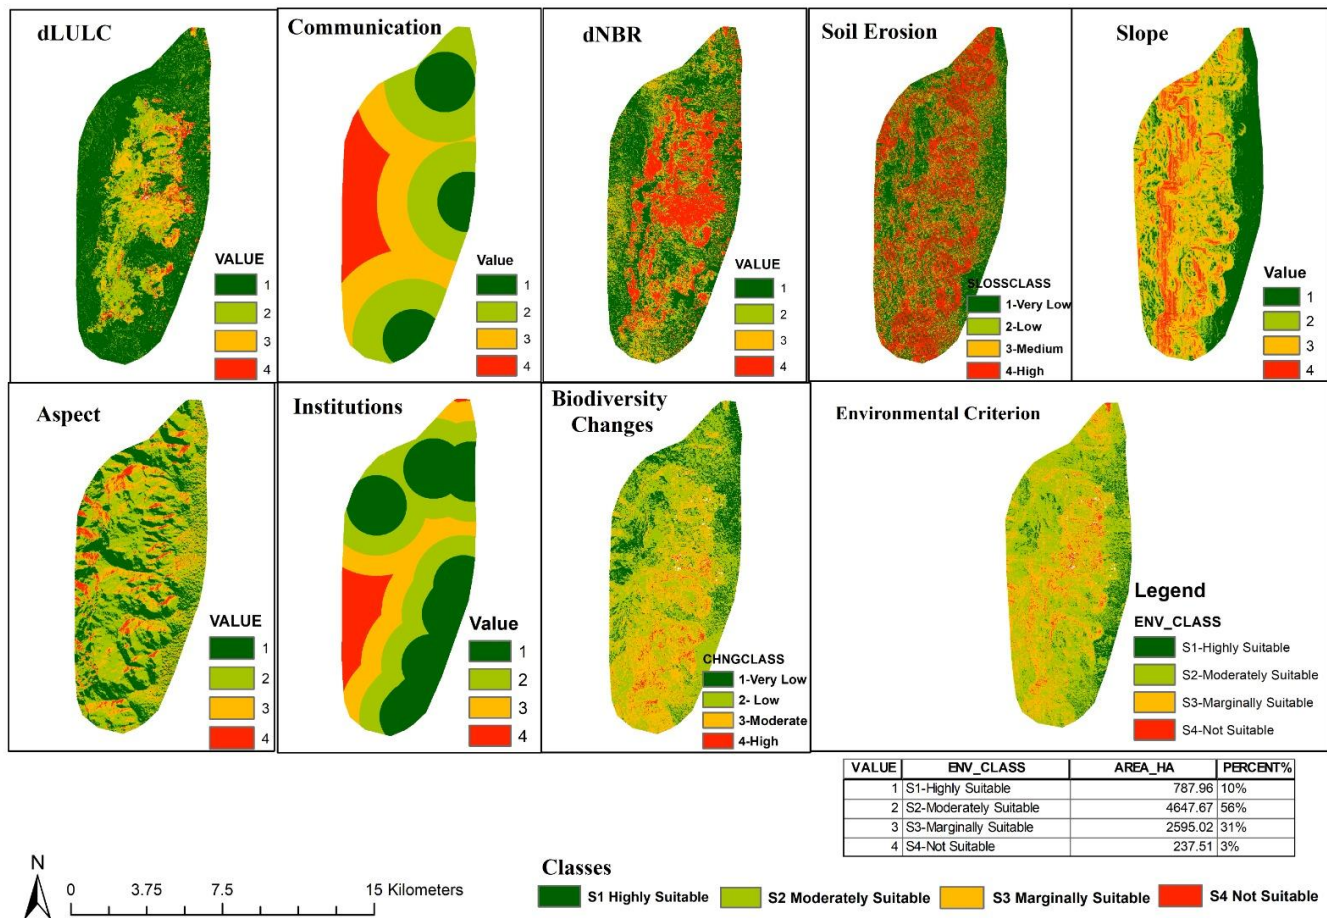 dLULC
VALUE
1
2
3
4
Communication
Value
1
2
3
4
dNBR
VALUE
1
2
3
4
Soil Erosion
SLOSSCLASS
1-Very Low
2-Low
3-Medium
4-High
Slope
Value
1
2
3
4
Aspect
VALUE
1
2
3
4
Institutions
Value
1
2
3
4
Biodiversity
Changes
CHNGCLASS
1-Very Low
2- Low
3-Moderate
4-High
Environmental Criterion
Legend
ENV_CLASS
S1-Highly Suitable
S2-Moderately Suitable
S3-Marginally Suitable
S4-Not Suitable
VALUE ENV_CLASS AREA_HA PERCENT%
1 S1-Highly Suitable 787.96 10%
2 S2-Moderately Suitable 4647.67 56%
3 S3-Marginally Suitable 2595.02 31%
4 S4-Not Suitable 237.51 3%
N
0 3.75 7.5 15 Kilometers
Classes
S1 Highly Suitable S2 Moderately Suitable S3 Marginally Suitable S4 Not Suitable